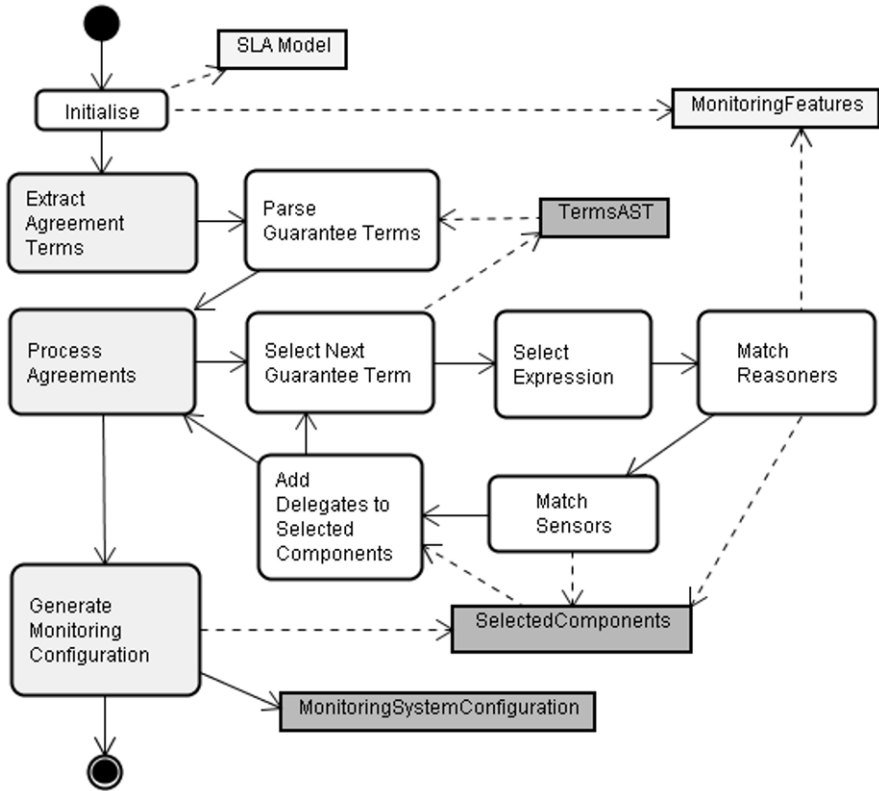 SLA Model
MonitoringFeatures
Initialise
Extract
Agreement
Terms
Parse
Guarantee Terms
TermsAST
Process
Agreements
Select Next
Guarantee Term
Select
Expression
Match
Reasoners
Add
Delegates to
Selected
Components
Match
Sensors
Generate
Monitoring
Configuration
SelectedComponents
MonitoringSystemConfiguration